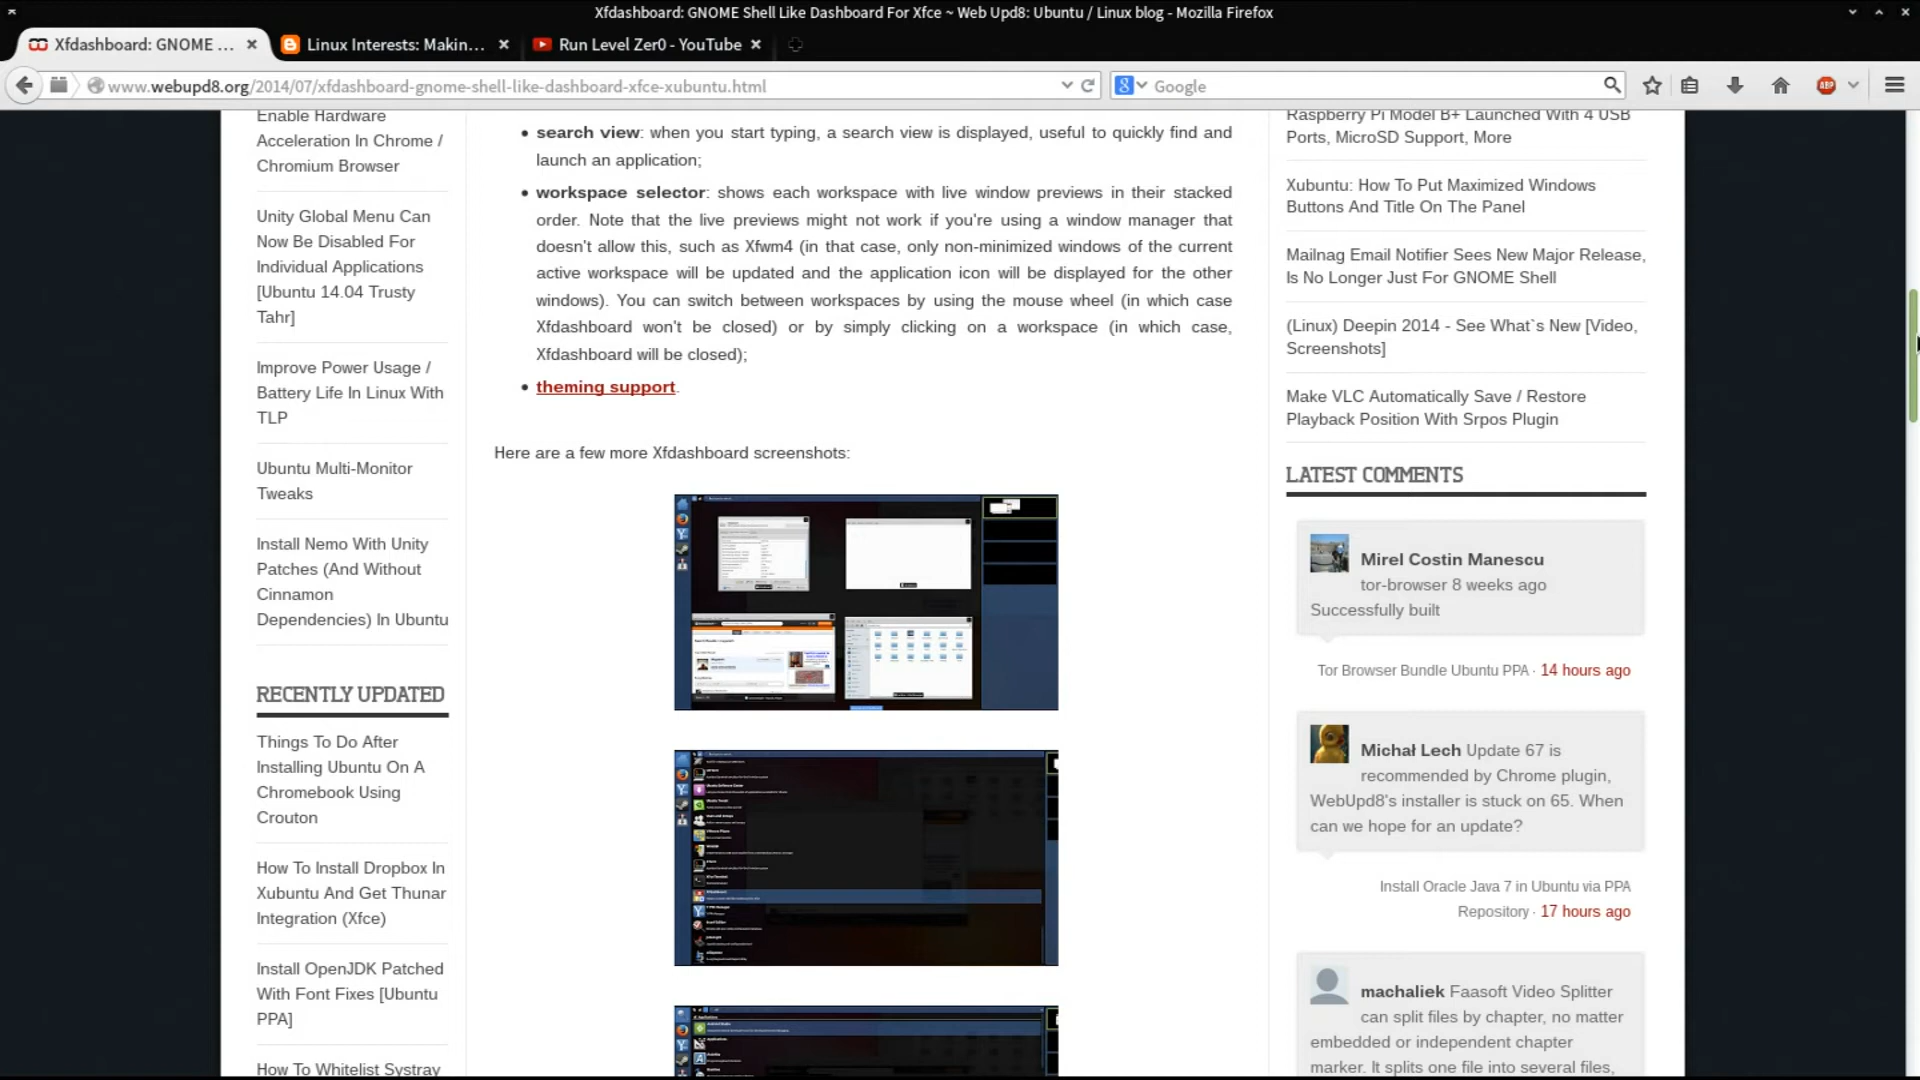 Xfdashboard: GNOME Shell Like Dashboard For Xfce ~ Web Upd8: Ubuntu / Linux blog - Mozilla Firefox
Xfdashboard: GNOME ...
Linux Interests: Makin...
Run Level Zer0 - YouTube
www.webupd8.org/2014/07/xfdashboard-gnome-shell-like-dashboard-xfce-xubuntu.html
Google
ABP
Enable Hardware
Acceleration In Chrome /
Chromium Browser
Unity Global Menu Can
Now Be Disabled For
Individual Applications
[Ubuntu 14.04 Trusty
Tahr]
Improve Power Usage /
Battery Life In Linux With
TLP
Ubuntu Multi-Monitor
Tweaks
Install Nemo With Unity
Patches (And Without
Cinnamon
Dependencies) In Ubuntu
RECENTLY UPDATED
Things To Do After
Installing Ubuntu On A
Chromebook Using
Crouton
How To Install Dropbox In
Xubuntu And Get Thunar
Integration (Xfce)
Install OpenJDK Patched
With Font Fixes [Ubuntu
PPA]
How To Whitelist Systray
• search view: when you start typing, a search view is displayed, useful to quickly find and
launch an application;
• workspace selector: shows each workspace with live window previews in their stacked
order. Note that the live previews might not work if you're using a window manager that
doesn't allow this, such as Xfwm4 (in that case, only non-minimized windows of the current
active workspace will be updated and the application icon will be displayed for the other
windows). You can switch between workspaces by using the mouse wheel (in which case
Xfdashboard won't be closed) or by simply clicking on a workspace (in which case,
Xfdashboard will be closed);
• theming support.
Here are a few more Xfdashboard screenshots:
Raspberry Pi Model B+ Launched With 4 USB
Ports, MicroSD Support, More
Xubuntu: How To Put Maximized Windows
Buttons And Title On The Panel
Mailnag Email Notifier Sees New Major Release,
Is No Longer Just For GNOME Shell
(Linux) Deepin 2014 - See What`s New [Video,
Screenshots]
Make VLC Automatically Save / Restore
Playback Position With Srpos Plugin
LATEST COMMENTS
Mirel Costin Manescu
tor-browser 8 weeks ago
Successfully built
Tor Browser Bundle Ubuntu PPA · 14 hours ago
Michał Lech Update 67 is
recommended by Chrome plugin,
WebUpd8's installer is stuck on 65. When
can we hope for an update?
Install Oracle Java 7 in Ubuntu via PPA
Repository · 17 hours ago
machaliek Faasoft Video Splitter
can split files by chapter, no matter
embedded or independent chapter
marker. It splits one file into several files,